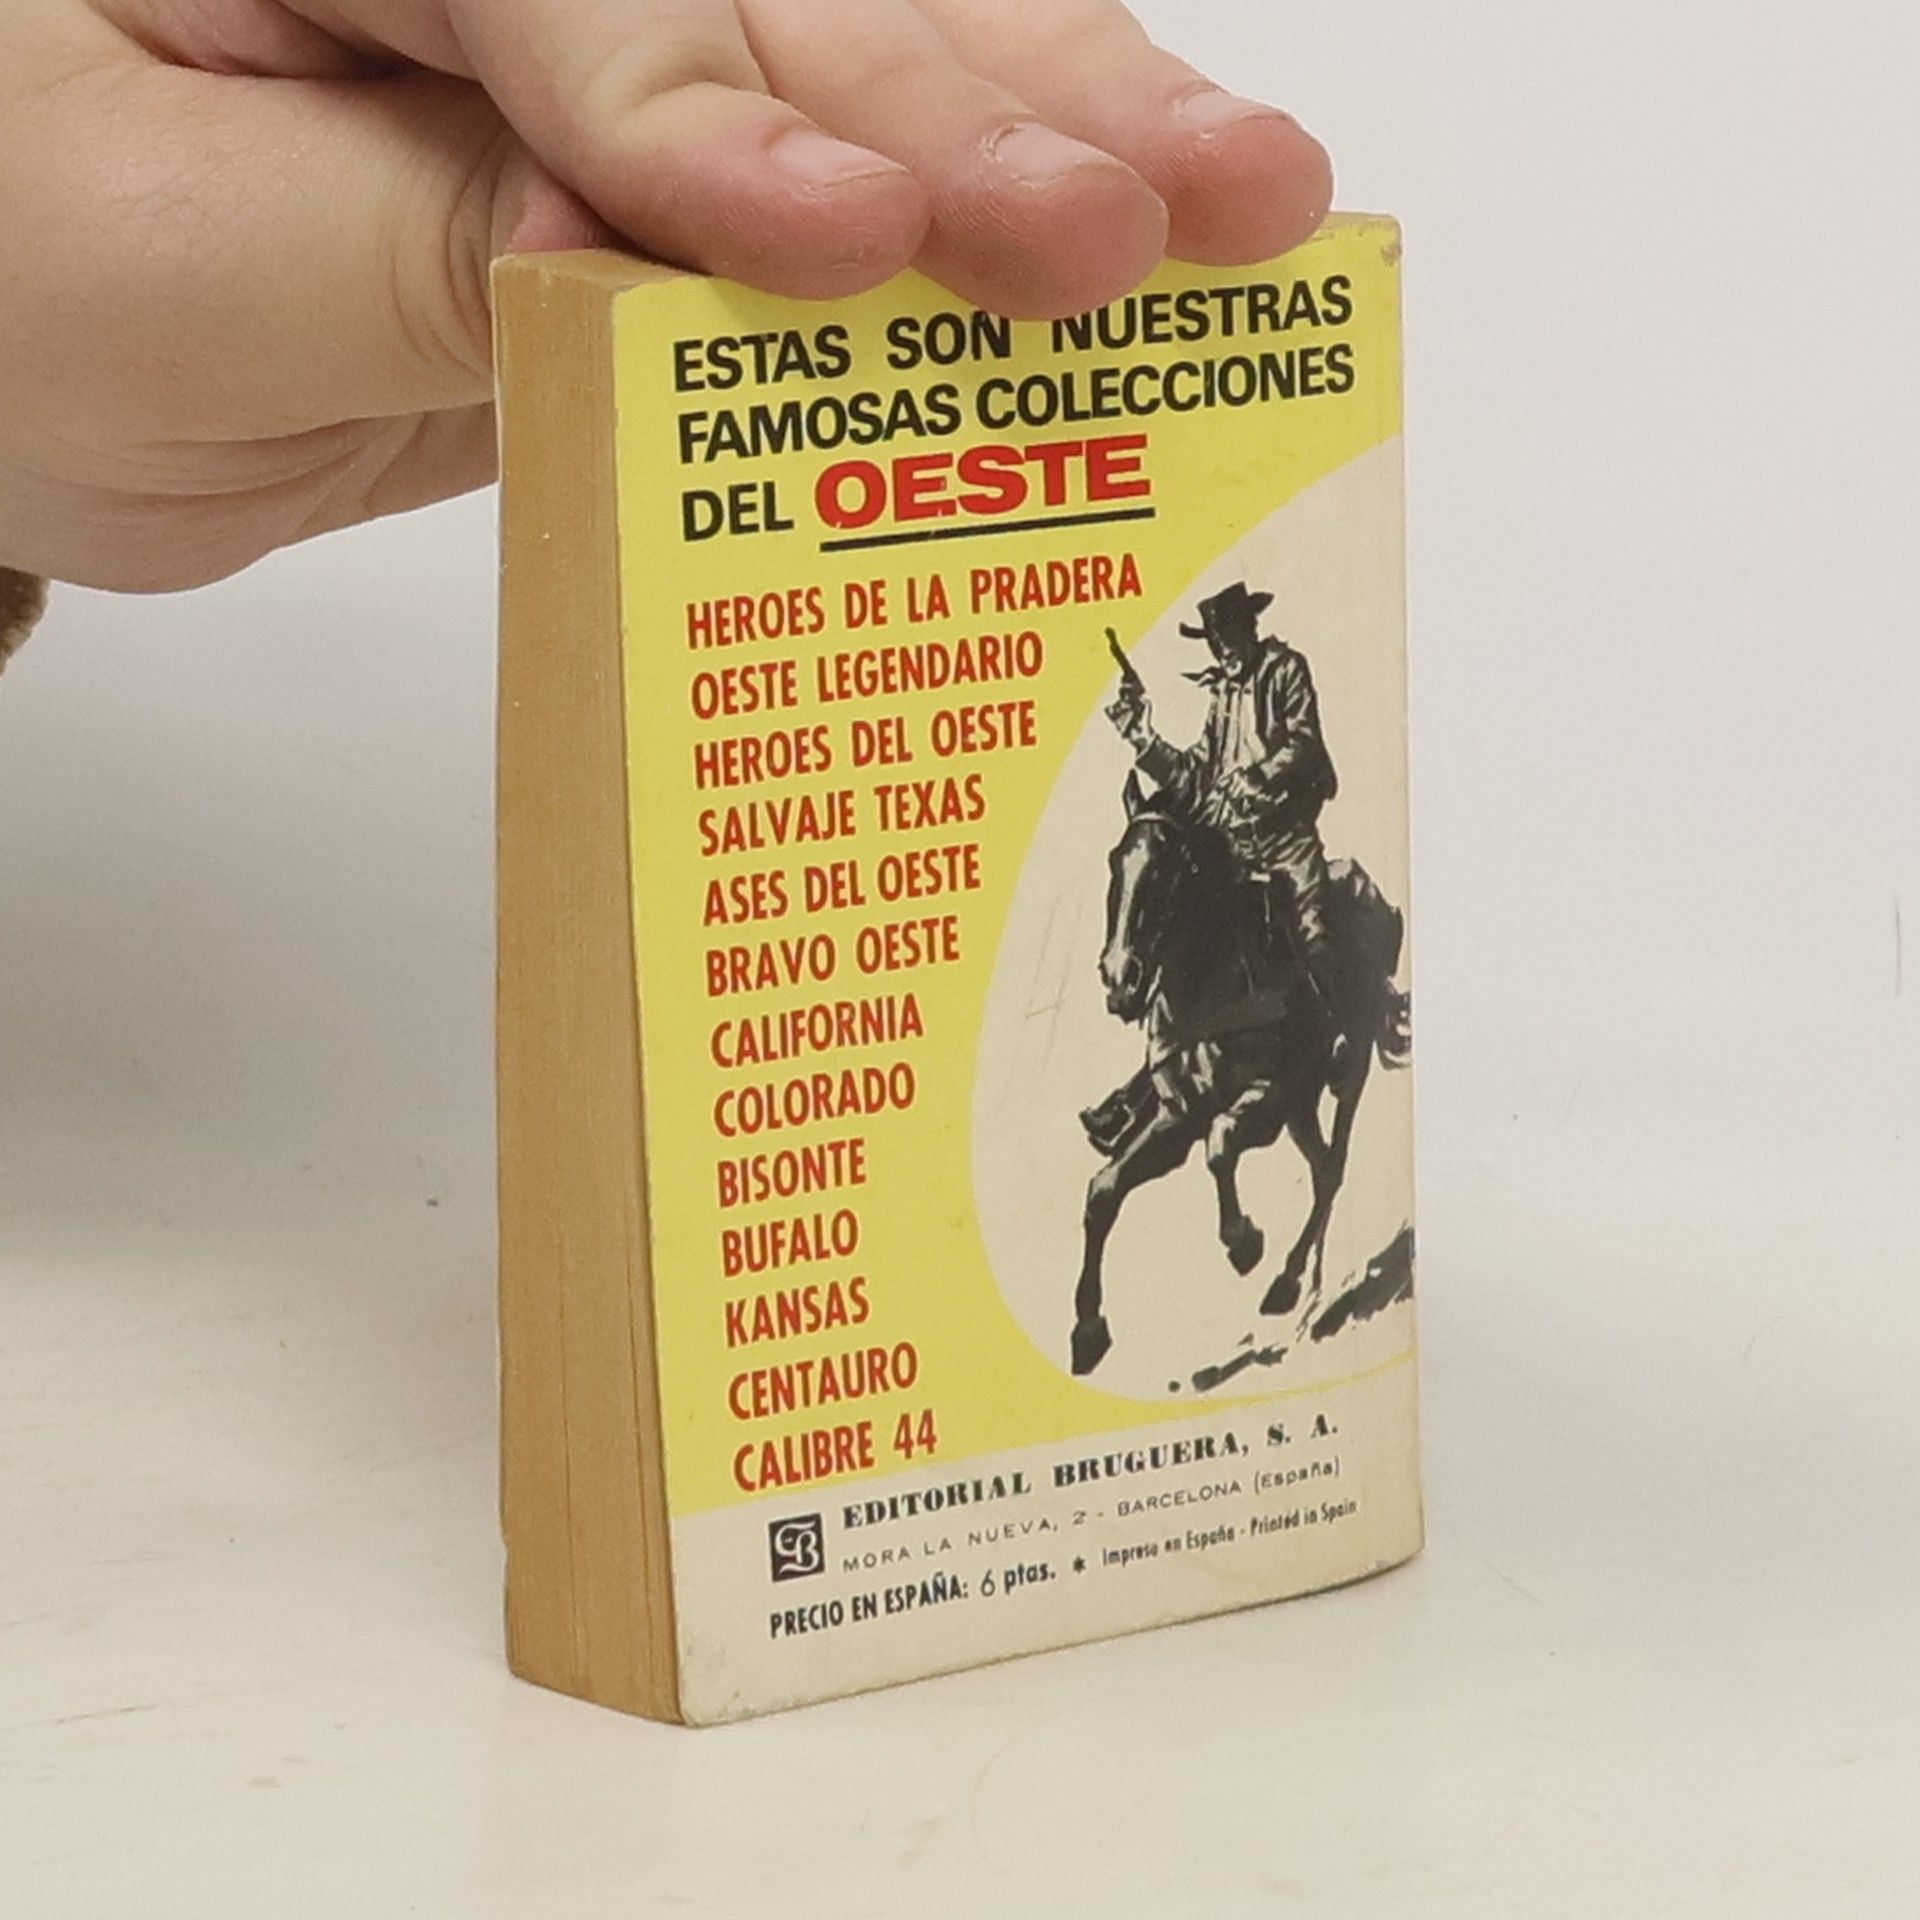 ESTAS SON NUESTRAS
FAMOSAS COLECCIONES
DEL OESTE
HEROES DE LA PRADERA
OESTE LEGENDARIO
HEROES DEL OESTE
SALVAJE TEXAS
ASES DEL OESTE
BRAVO OESTE
CALIFORNIA
COLORADO
BISONTE
BUFALO
KANSAS
CENTAURO
CALIBRE 44
B EDITORIAL BRUGUERA, S. A.
MORA LA NUEVA, 2 - BARCELONA (España)
PRECIO EN ESPAÑA: 6 ptas. * Impreso en España - Printed in Spain